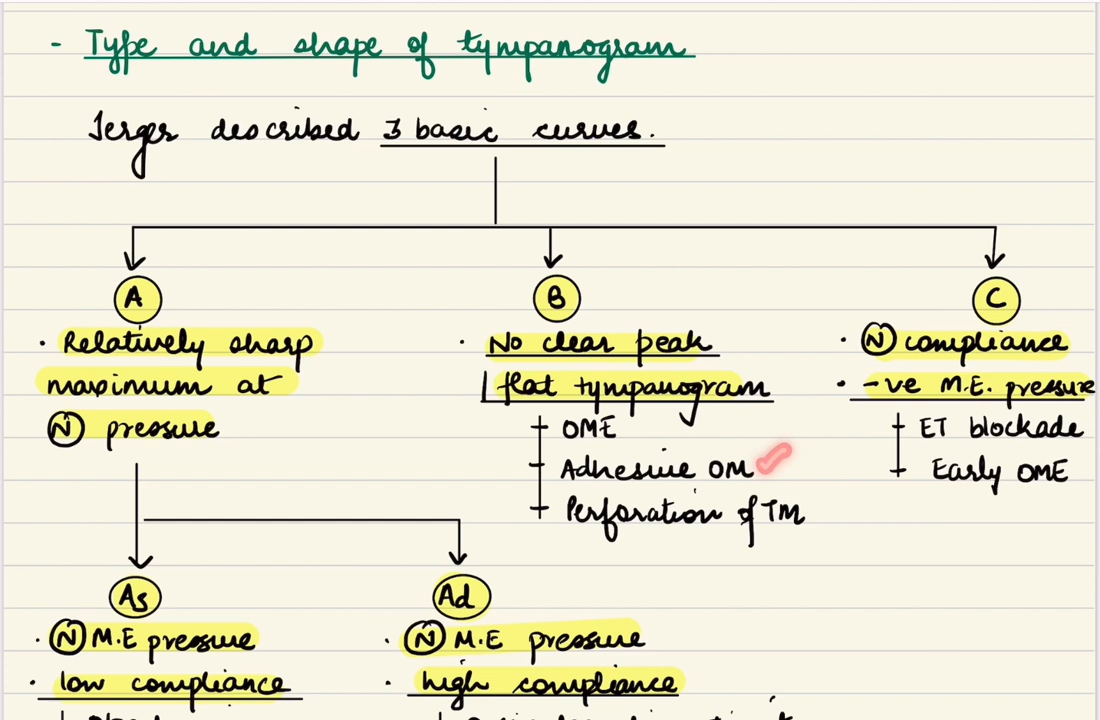 - Type and shape of tympanogram
Jerger described 3 basic curves.
A
· Relatively sharp
maximum at
N pressure
B
· No clear peak
| flat tympanogram
OME
Adhesive OM
Perforation of TM
C
· N compliance
· -ve M.E. pressure
ET blockade
Early OME
As
· N M.E pressure
· low compliance
Ad
· N M.E pressure
· high compliance